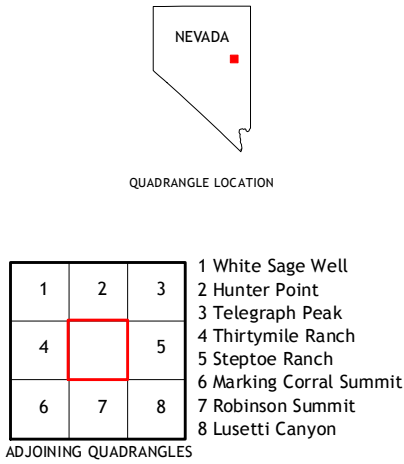 NEVADA
QUADRANGLE LOCATION
1 2 3
4 5
6 7 8
1 White Sage Well
2 Hunter Point
3 Telegraph Peak
4 Thirtymile Ranch
5 Steptoe Ranch
6 Marking Corral Summit
7 Robinson Summit
8 Lusetti Canyon
ADJOINING QUADRANGLES